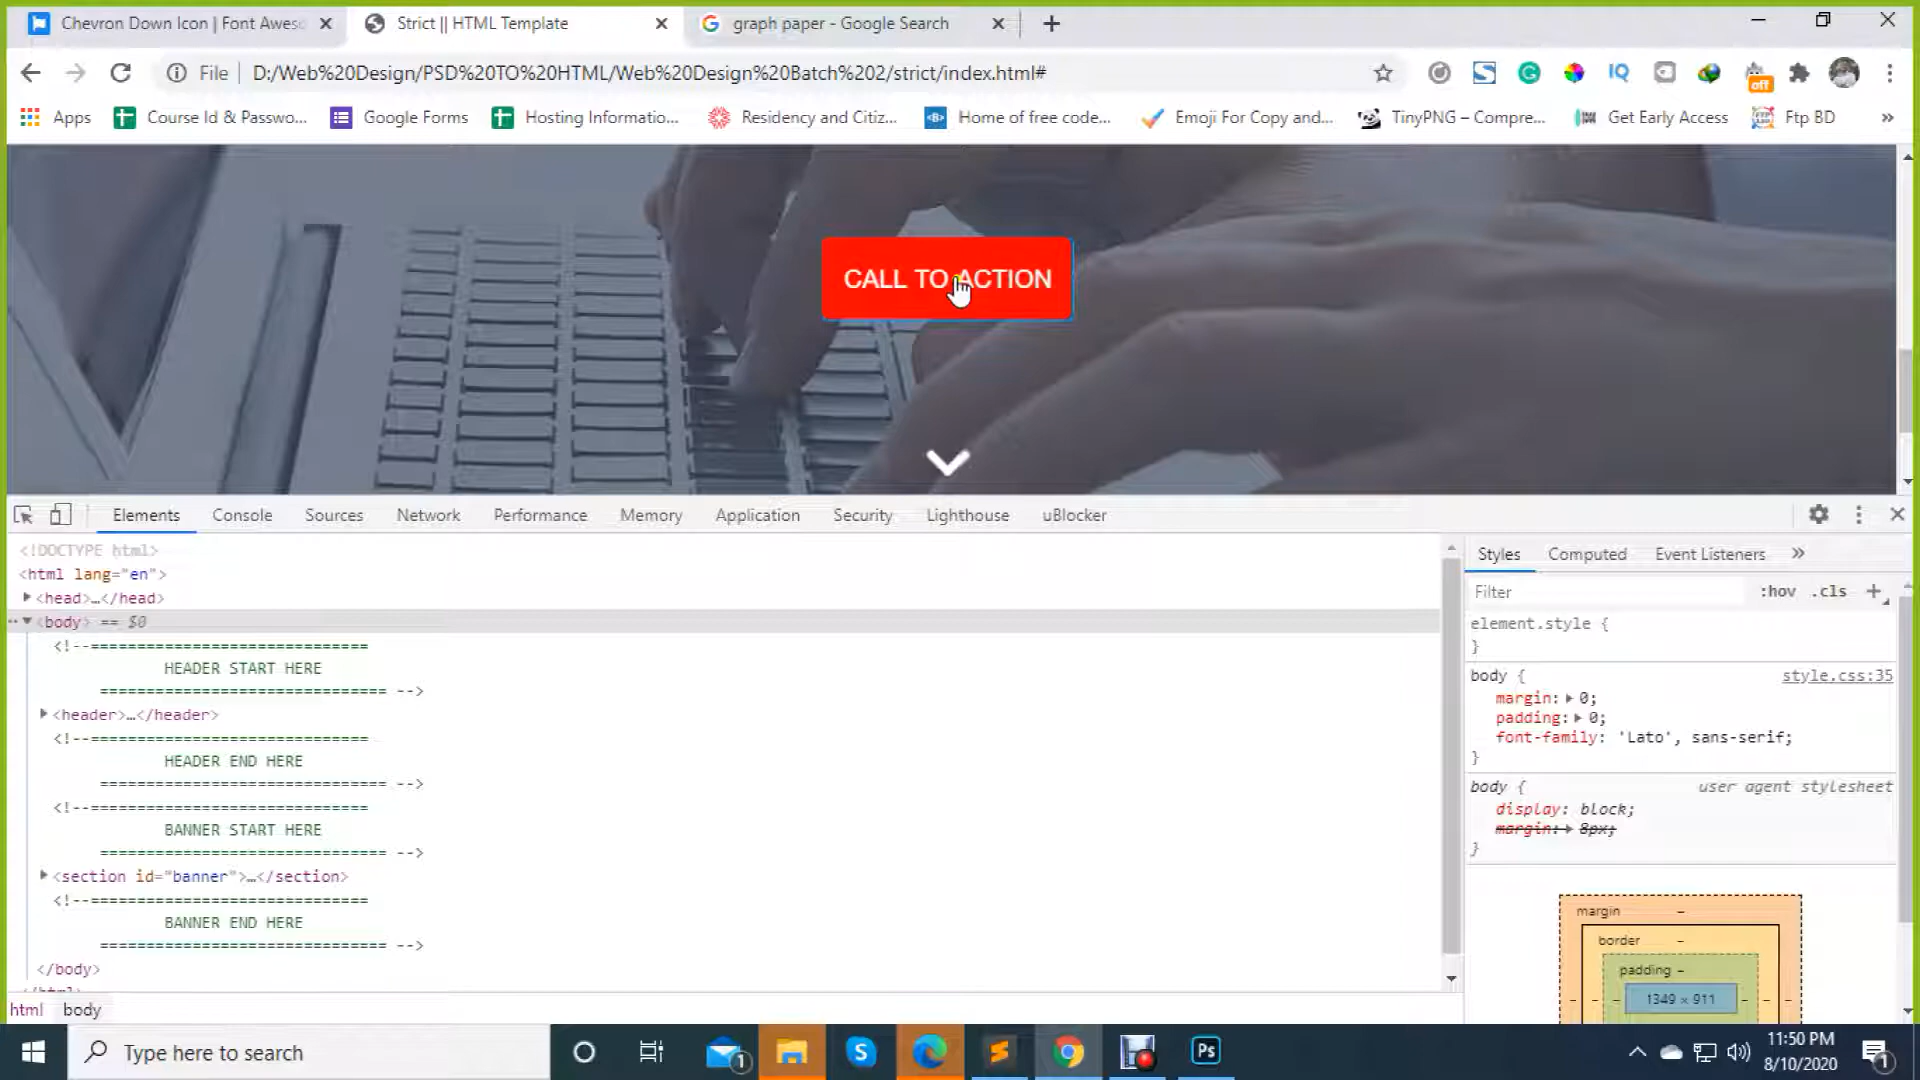 Chevron Down Icon | Font Aweso
Strict || HTML Template
graph paper - Google Search
File
D:/Web%20Design/PSD%20TO%20HTML/Web%20Design%20Batch%202/strict/index.html#
IQ
off
Apps
Course Id & Passwo...
Google Forms
Hosting Informatio...
Residency and Citiz...
Home of free code...
Emoji For Copy and...
TinyPNG – Compre...
Get Early Access
Ftp BD
»
CALL TO ACTION
Elements
Console
Sources
Network
Performance
Memory
Application
Security
Lighthouse
uBlocker
<!DOCTYPE html>
<html lang="en">
<head>…</head>
<body> == $0
<!--==============================
HEADER START HERE
=============================== -->
<header>…</header>
<!--==============================
HEADER END HERE
=============================== -->
<!--==============================
BANNER START HERE
=============================== -->
<section id="banner">…</section>
<!--==============================
BANNER END HERE
=============================== -->
</body>
html
body
Styles
Computed
Event Listeners
»
Filter
:hov
.cls
+
element.style {
}
body {
style.css:35
margin: 0;
padding: 0;
font-family: 'Lato', sans-serif;
}
body {
user agent stylesheet
display: block;
margin: 8px;
}
margin
–
border
–
padding
–
1349 × 911
Type here to search
1
Ps
11:50 PM
8/10/2020
1